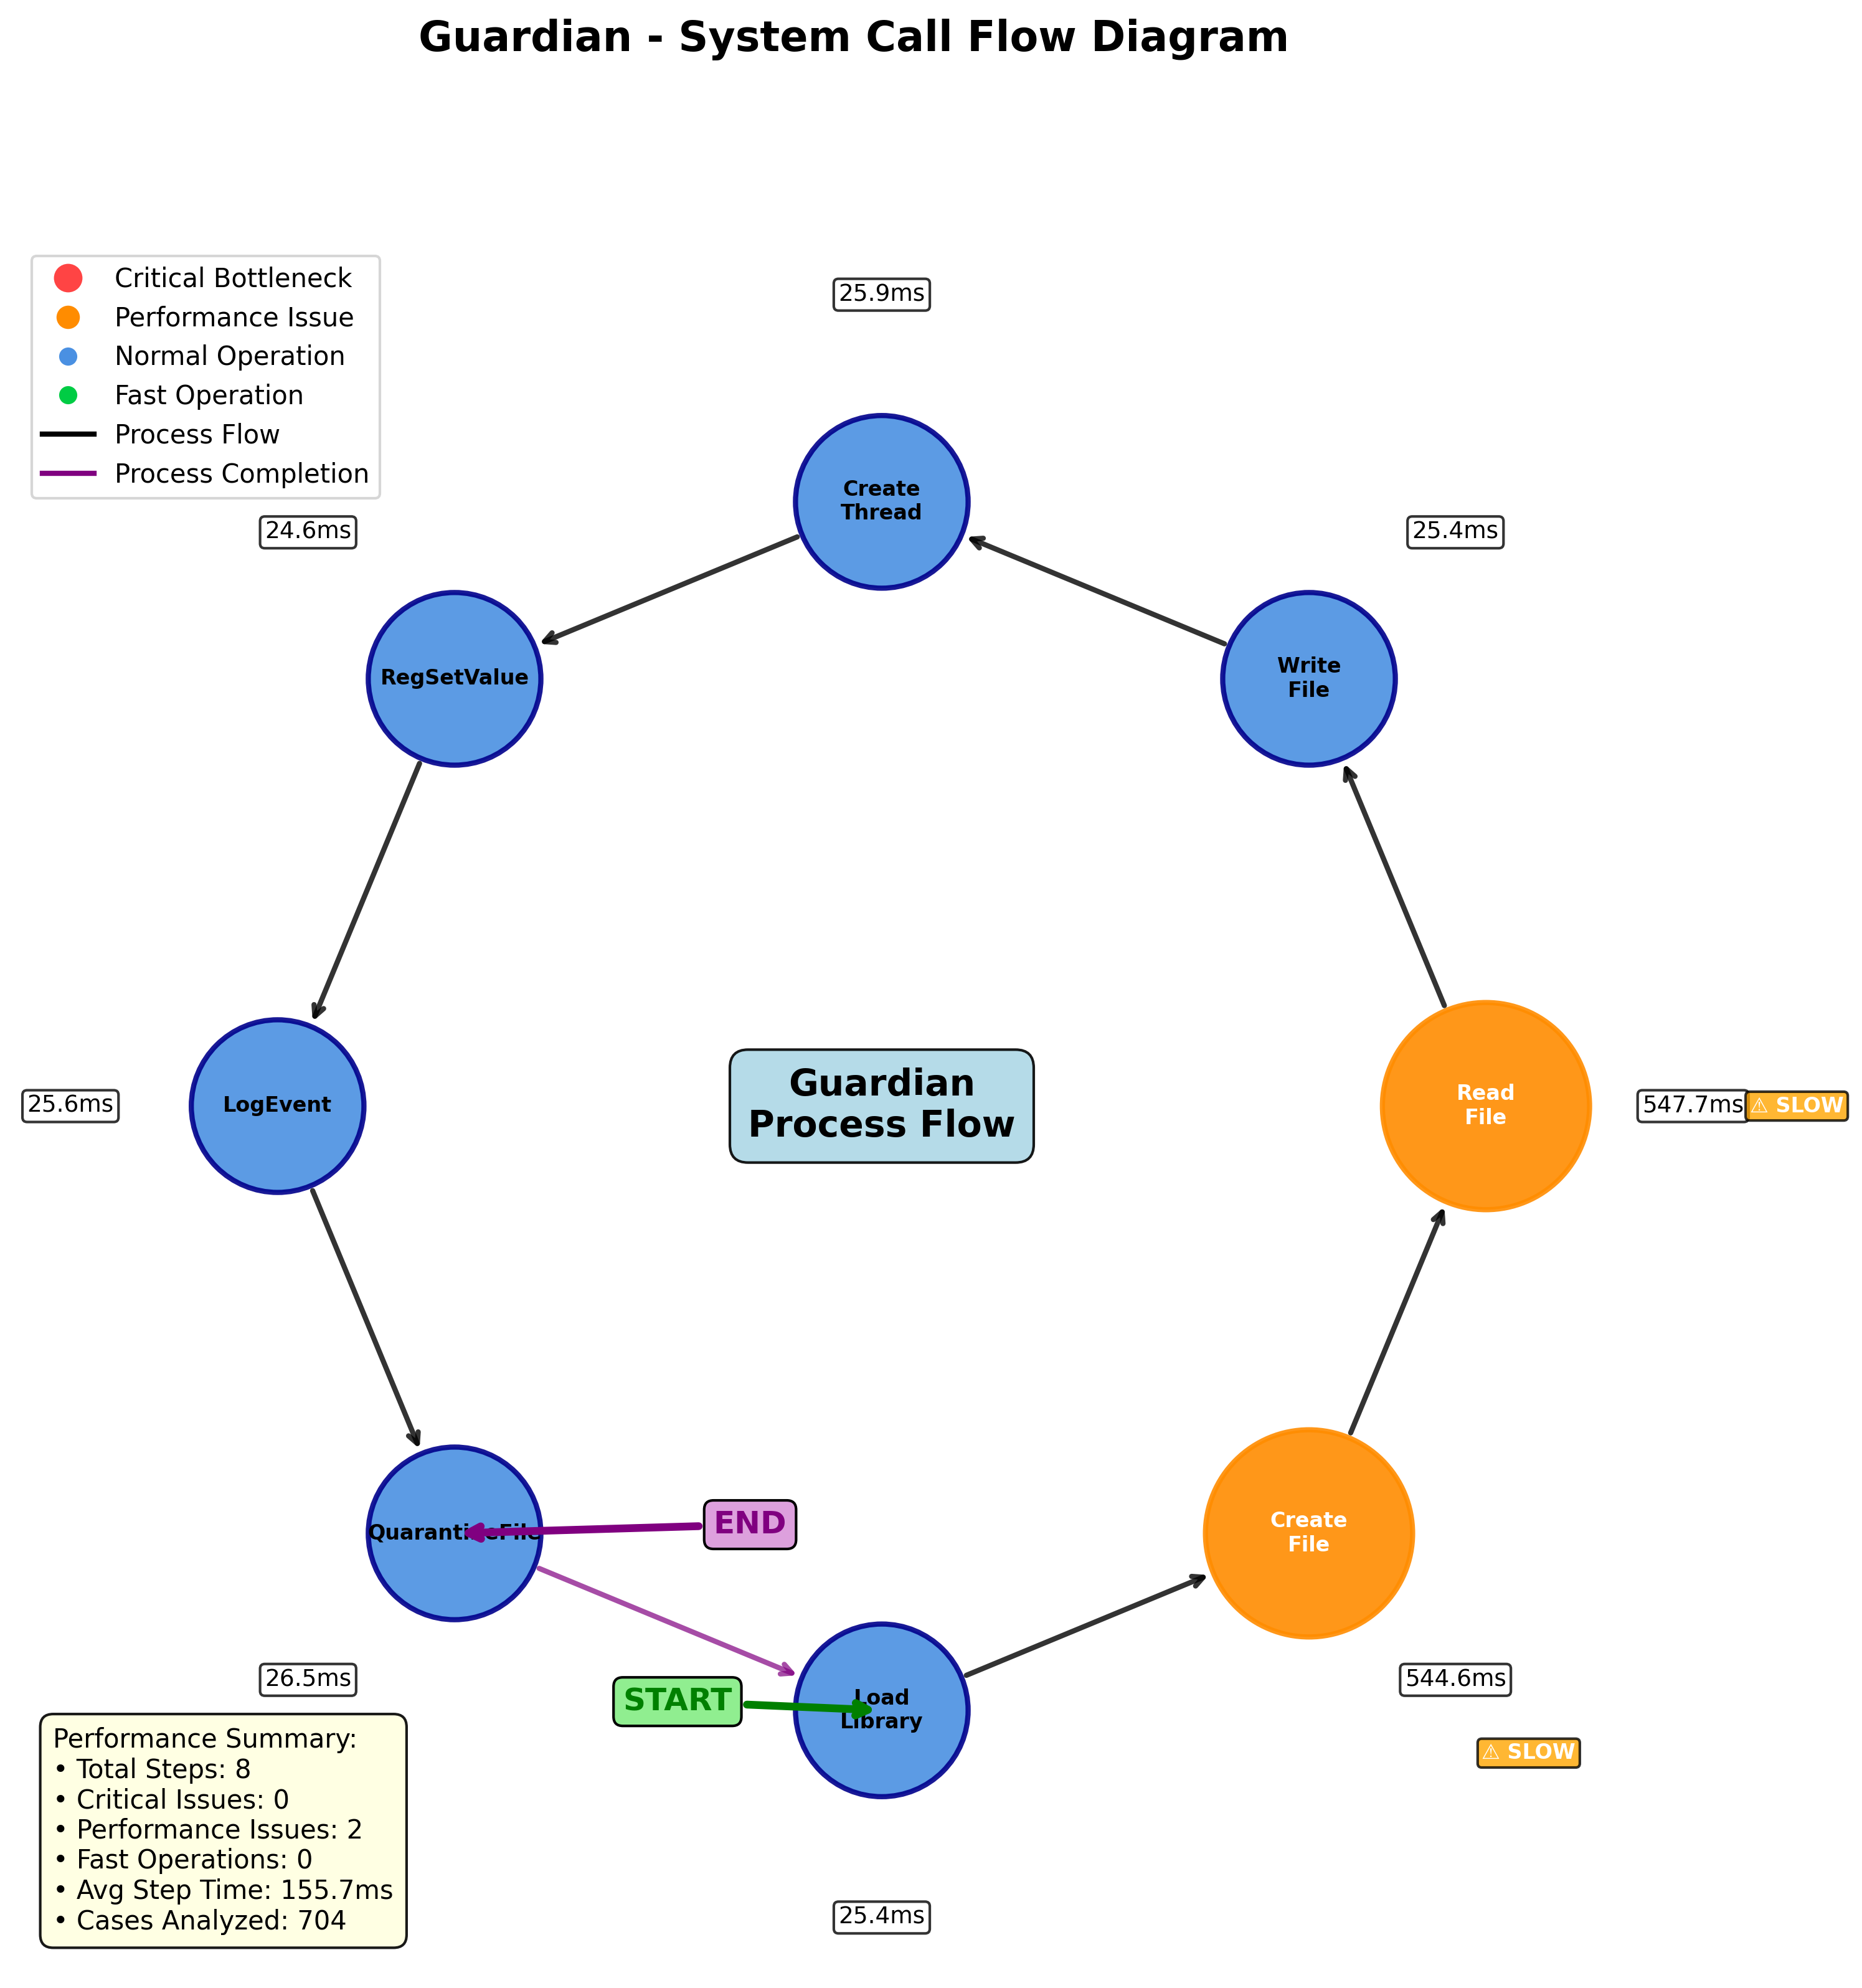 Guardian - System Call Flow Diagram
Critical Bottleneck
Performance Issue
Normal Operation
Fast Operation
Process Flow
Process Completion
25.9ms
24.6ms
25.4ms
Create
Thread
RegSetValue
Write
File
25.6ms
LogEvent
Guardian
Process Flow
Read
File
547.7ms
⚠ SLOW
QuarantineFile
END
Create
File
26.5ms
START
Load
Library
544.6ms
⚠ SLOW
Performance Summary:
• Total Steps: 8
• Critical Issues: 0
• Performance Issues: 2
• Fast Operations: 0
• Avg Step Time: 155.7ms
• Cases Analyzed: 704
25.4ms